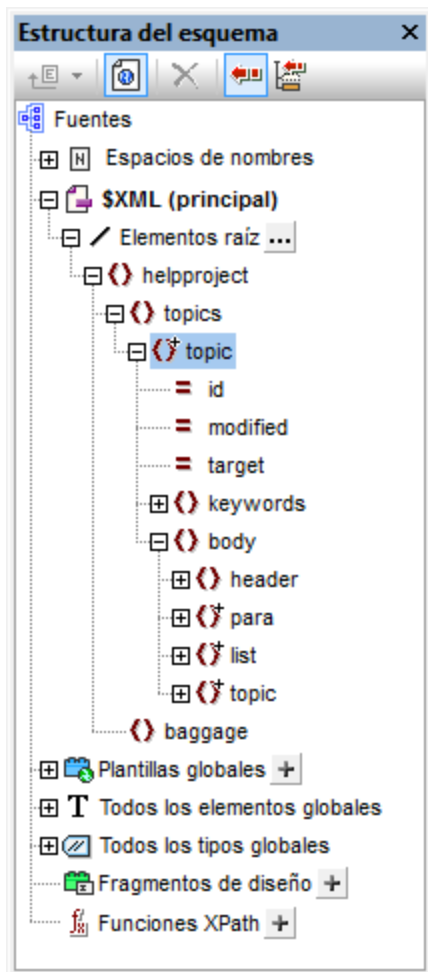 Estructura del esquema
Fuentes
Espacios de nombres
$XML (principal)
Elementos raíz ...
helpproject
topics
topic
id
modified
target
keywords
body
header
para
list
topic
baggage
Plantillas globales
Todos los elementos globales
Todos los tipos globales
Fragmentos de diseño
Funciones XPath